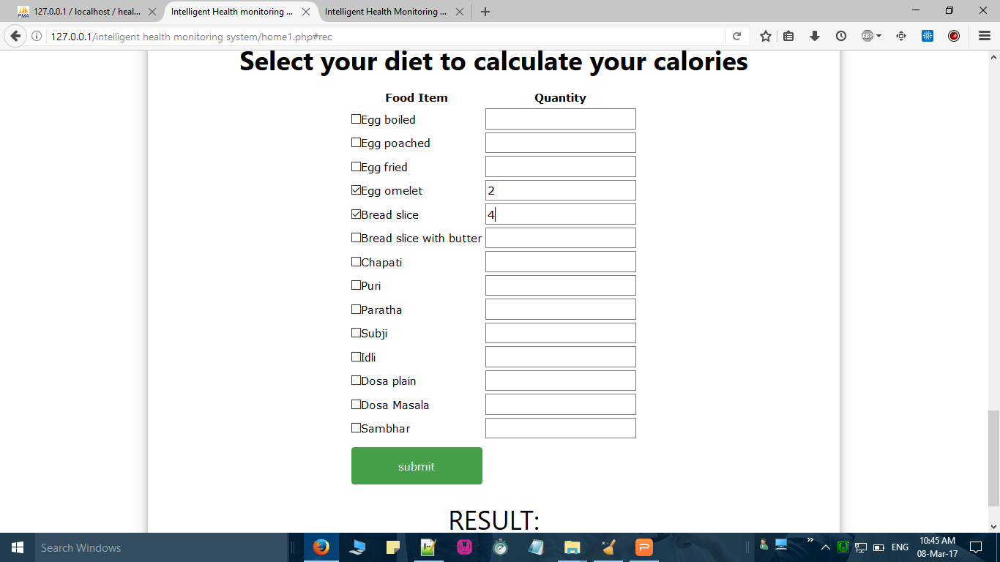 127.0.0.1 / localhost / heal... Intelligent Health monitoring ... Intelligent Health Monitoring ...
PMA
127.0.0.1/intelligent health monitoring system/home1.php#rec ABP
Select your diet to calculate your calories
Food Item Quantity
Egg boiled
Egg poached
Egg fried
Egg omelet 2
Bread slice 4
Bread slice with butter
Chapati
Puri
Paratha
Subji
Idli
Dosa plain
Dosa Masala
Sambhar
submit
RESULT:
Search Windows ENG 10:45 AM
08-Mar-17